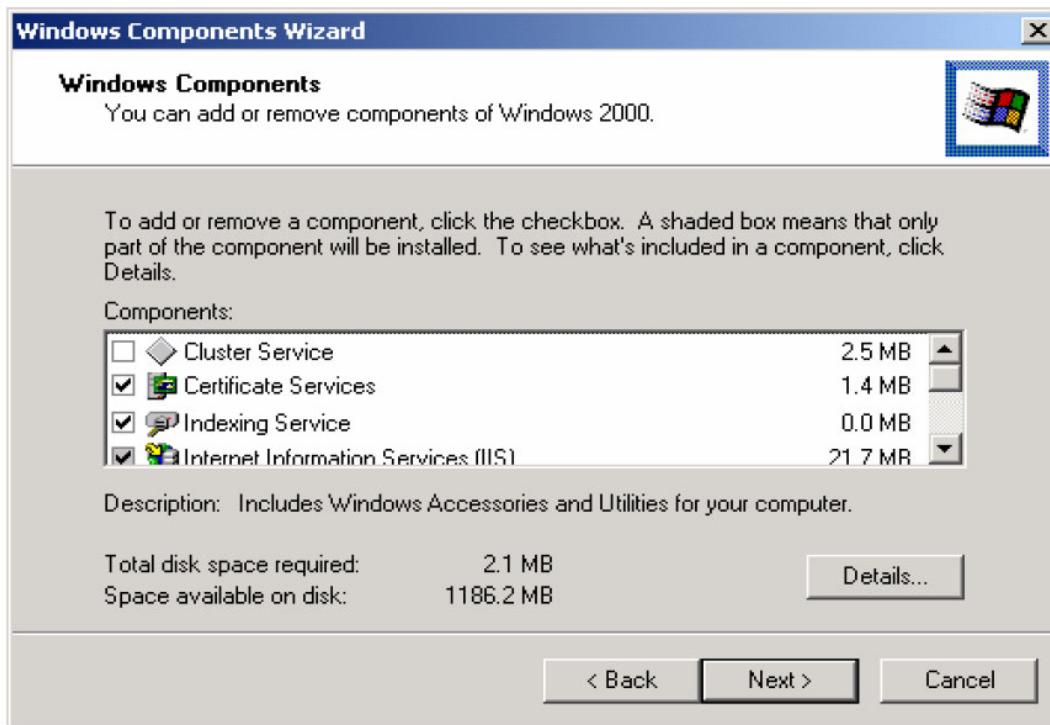 Windows Components Wizard
Windows Components
You can add or remove components of Windows 2000.
To add or remove a component, click the checkbox. A shaded box means that only
part of the component will be installed. To see what's included in a component, click
Details.
Components:
Cluster Service 2.5 MB
Certificate Services 1.4 MB
Indexing Service 0.0 MB
Internet Information Services (IIS) 21.7 MB
Description: Includes Windows Accessories and Utilities for your computer.
Total disk space required: 2.1 MB
Space available on disk: 1186.2 MB
Details...
< Back Next > Cancel